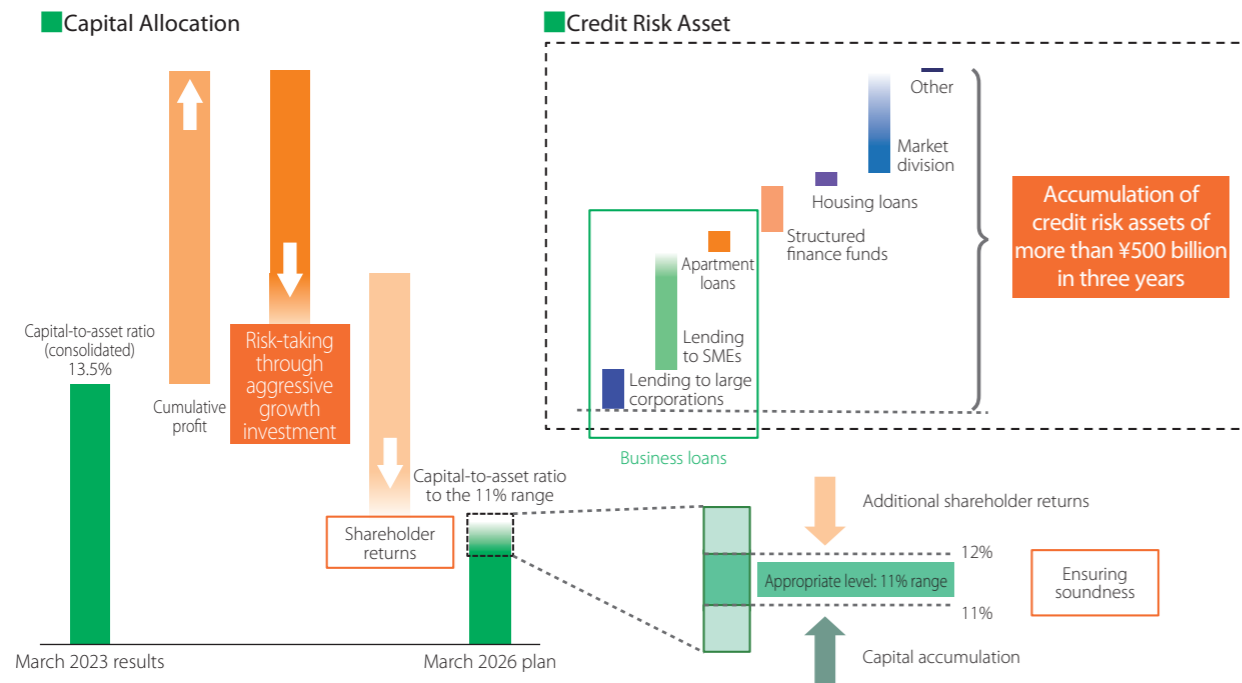 Capital Allocation
Capital-to-asset ratio
(consolidated)
13.5%
Cumulative
profit
Risk-taking
through
aggressive
growth
investment
Shareholder
returns
Capital-to-asset ratio
to the 11% range
March 2023 results
March 2026 plan
Credit Risk Asset
Lending to large
corporations
Lending
to SMEs
Apartment
loans
Business loans
Structured
finance funds
Housing loans
Market
division
Other
Accumulation of
credit risk assets of
more than ¥500 billion
in three years
Additional shareholder returns
12%
Appropriate level: 11% range
11%
Ensuring
soundness
Capital accumulation